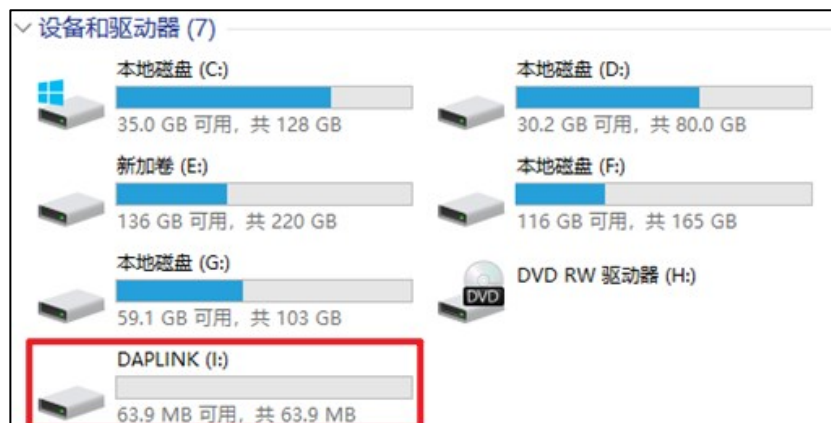 设备和驱动器 (7)
本地磁盘 (C:)
35.0 GB 可用，共 128 GB
本地磁盘 (D:)
30.2 GB 可用，共 80.0 GB
新加卷 (E:)
136 GB 可用，共 220 GB
本地磁盘 (F:)
116 GB 可用，共 165 GB
本地磁盘 (G:)
59.1 GB 可用，共 103 GB
DVD RW 驱动器 (H:)
DVD
DAPLINK (I:)
63.9 MB 可用，共 63.9 MB